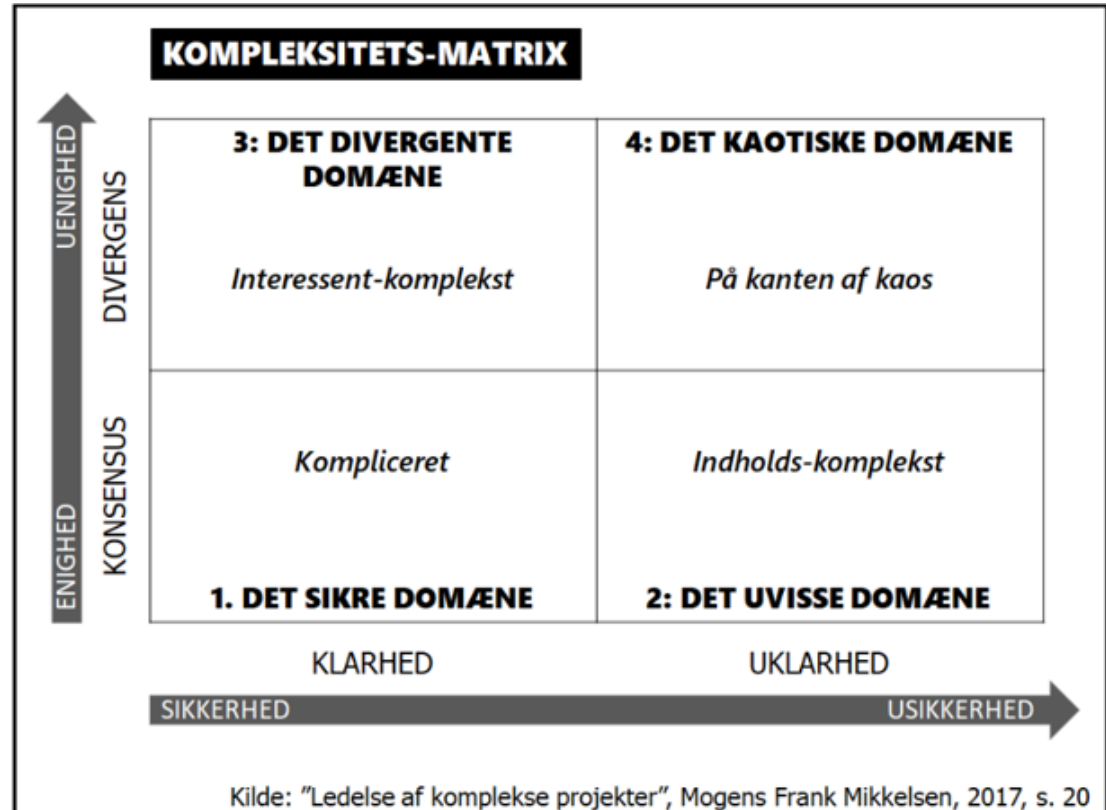 KOMPLEKSITETS-MATRIX
UENIGHED
DIVERGENS
3: DET DIVERGENTE
DOMÆNE
Interessent-komplekst
4: DET KAOTISKE DOMÆNE
På kanten af kaos
ENIGHED
KONSENSUS
Kompliceret
1. DET SIKRE DOMÆNE
Indholds-komplekst
2: DET UVISSE DOMÆNE
KLARHED
UKLARHED
SIKKERHED
USIKKERHED
Kilde: ”Ledelse af komplekse projekter”, Mogens Frank Mikkelsen, 2017, s. 20